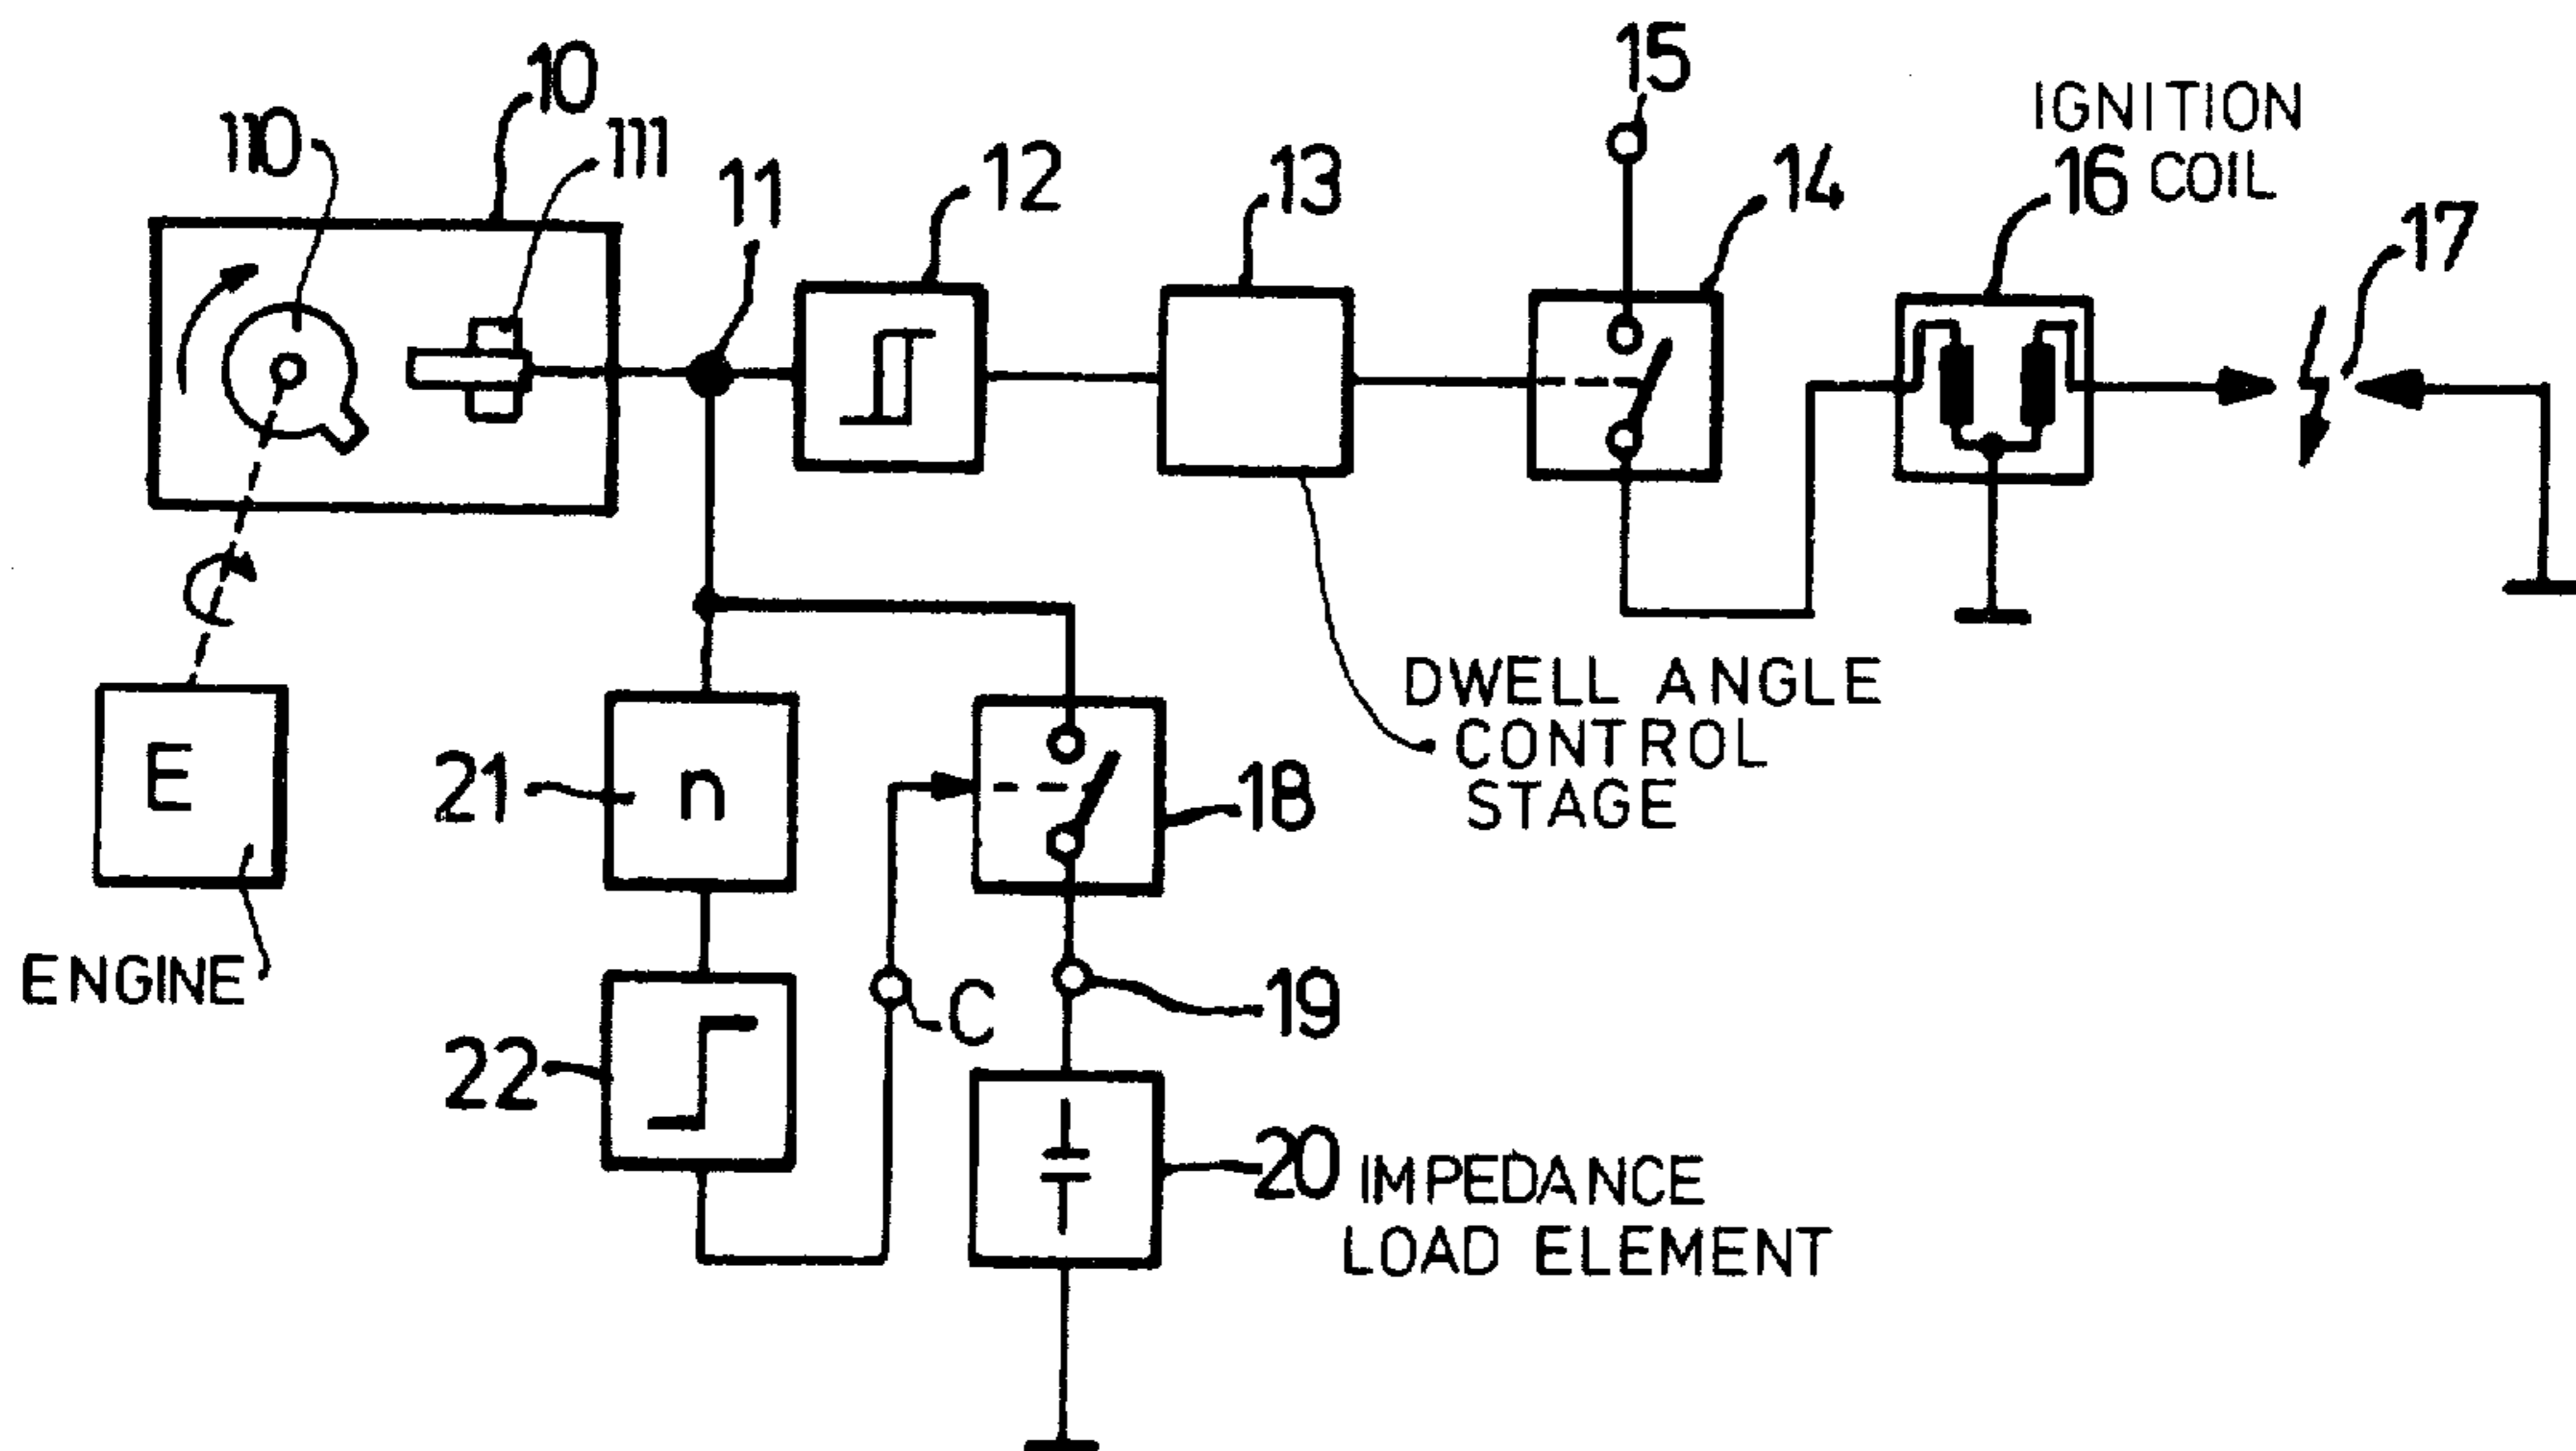 10
110
111
11
12
13
15
14
IGNITION
16 COIL
17
E
ENGINE
21
n
18
DWELL ANGLE
CONTROL
STAGE
22
C
19
20 IMPEDANCE
LOAD ELEMENT